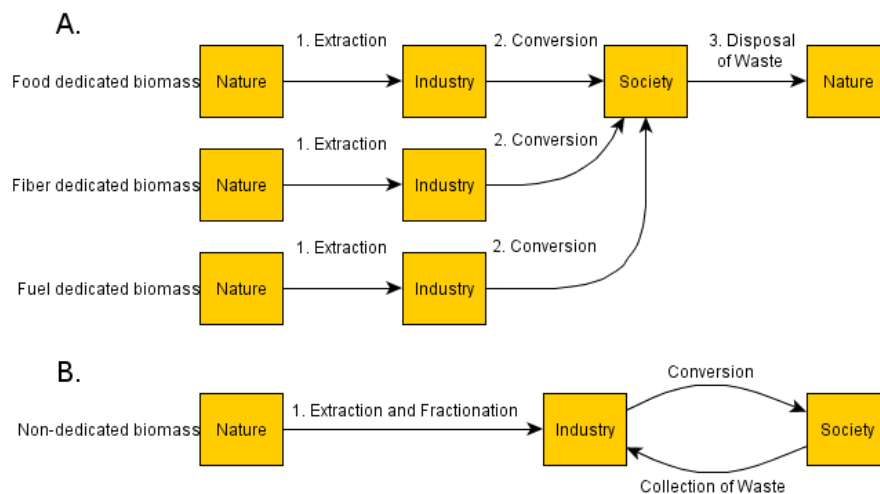 A.
1. Extraction
2. Conversion
3. Disposal
of Waste
Food dedicated biomass
Nature
Industry
Society
Nature
1. Extraction
2. Conversion
Fiber dedicated biomass
Nature
Industry
1. Extraction
2. Conversion
Fuel dedicated biomass
Nature
Industry
B.
Conversion
1. Extraction and Fractionation
Non-dedicated biomass
Nature
Industry
Society
Collection of Waste